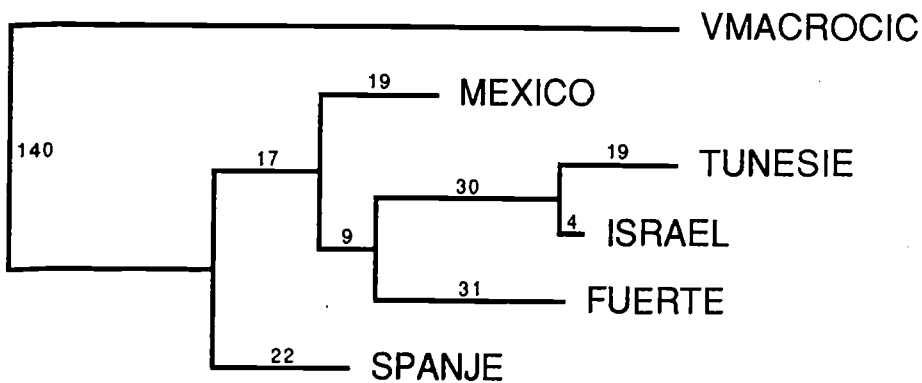 VMACROCIC
19 MEXICO
140
17
19 TUNESIE
30
4 ISRAEL
9
31 FUERTE
22 SPANJE